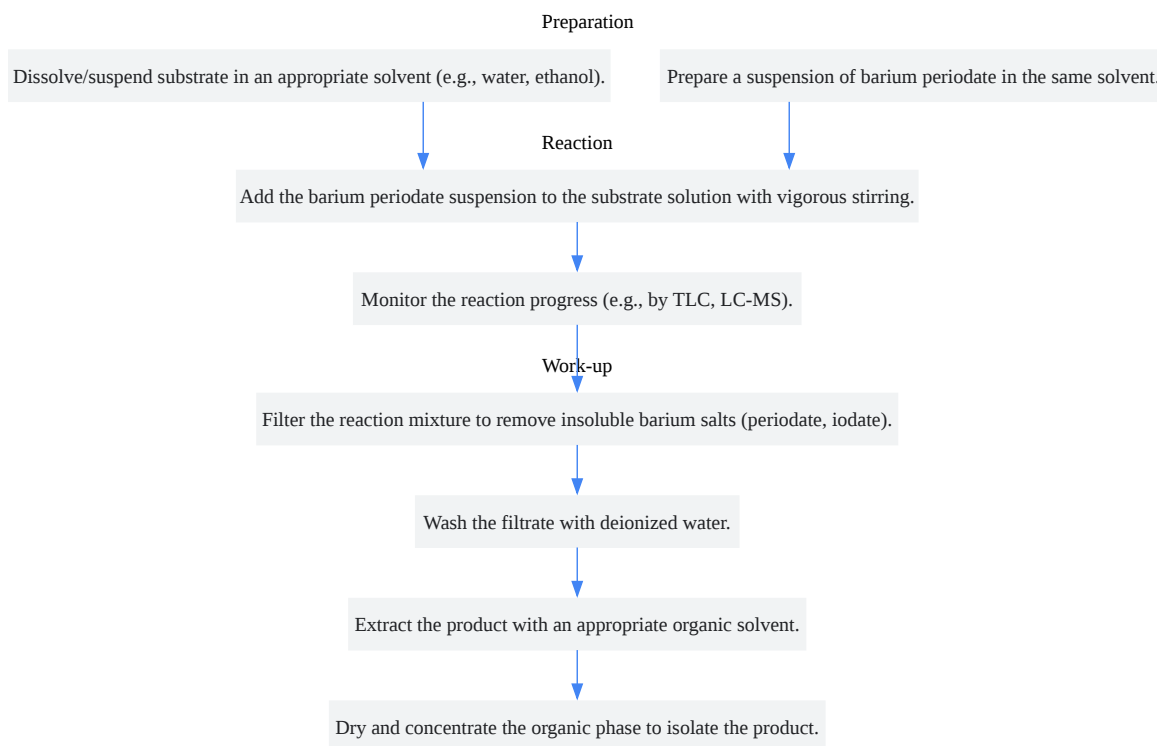 Preparation
Dissolve/suspend substrate in an appropriate solvent (e.g., water, ethanol).
Prepare a suspension of barium periodate in the same solvent.
Reaction
Add the barium periodate suspension to the substrate solution with vigorous stirring.
Monitor the reaction progress (e.g., by TLC, LC-MS).
Work-up
Filter the reaction mixture to remove insoluble barium salts (periodate, iodate).
Wash the filtrate with deionized water.
Extract the product with an appropriate organic solvent.
Dry and concentrate the organic phase to isolate the product.